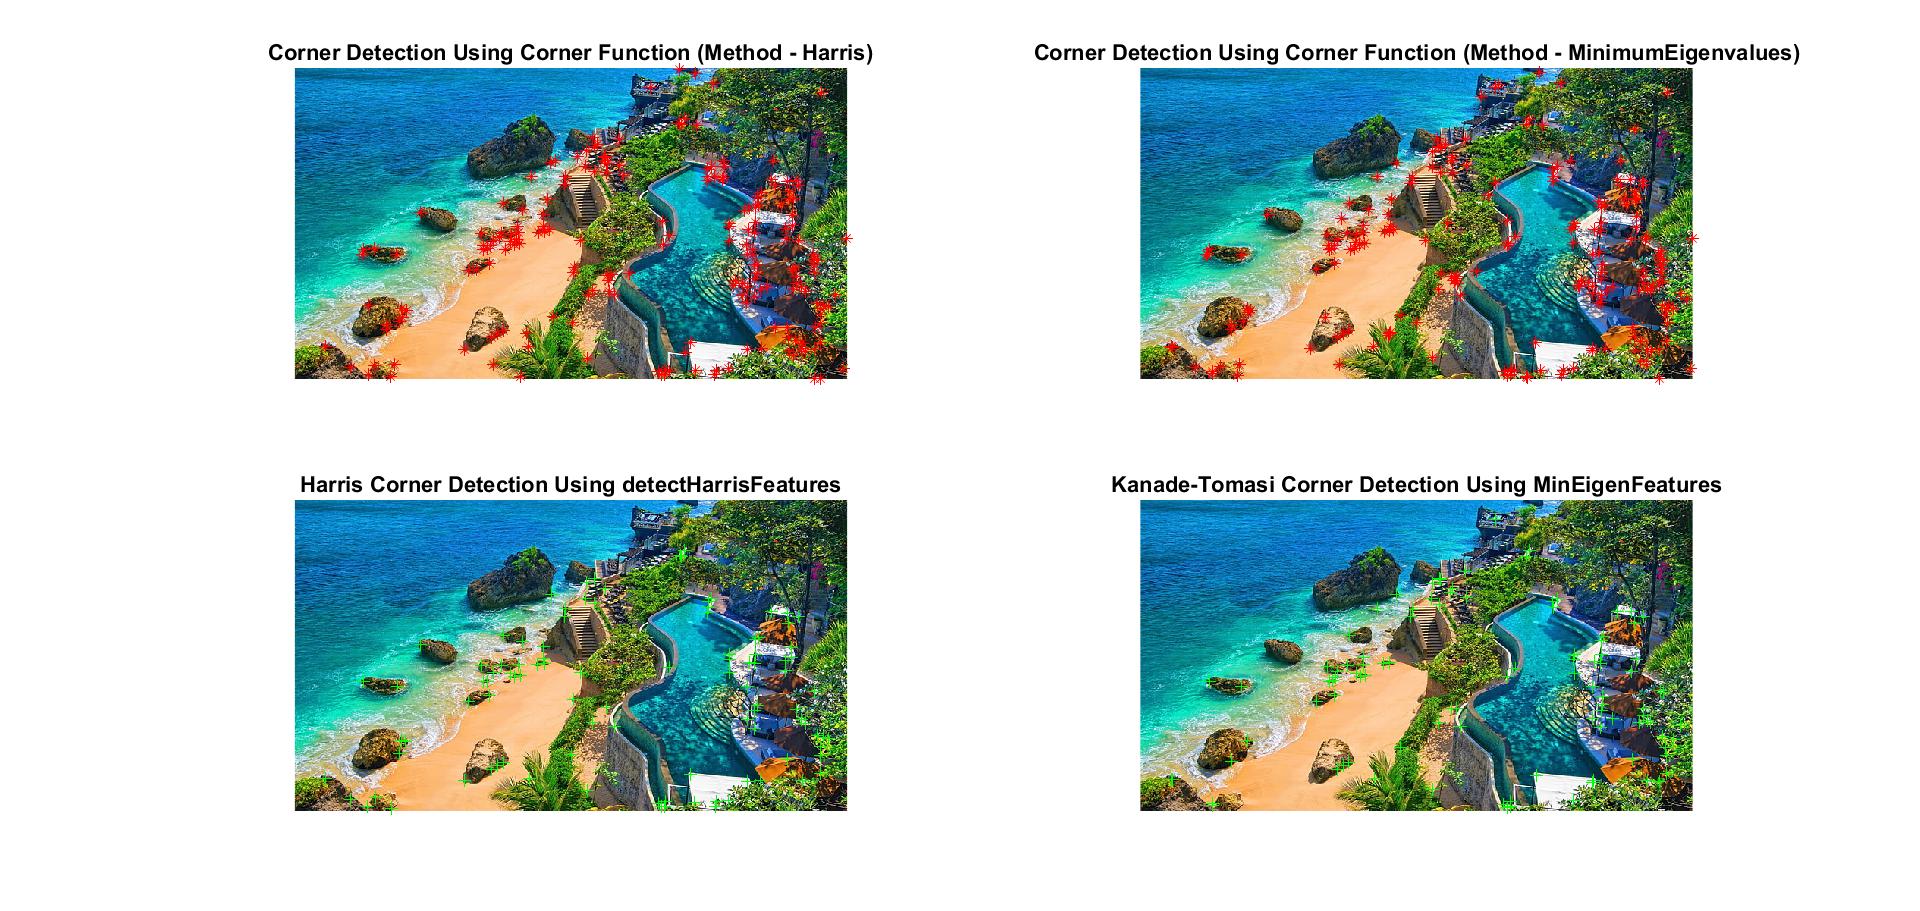 Corner Detection Using Corner Function (Method - Harris)
Corner Detection Using Corner Function (Method - MinimumEigenvalues)
Harris Corner Detection Using detectHarrisFeatures
Kanade-Tomasi Corner Detection Using MinEigenFeatures